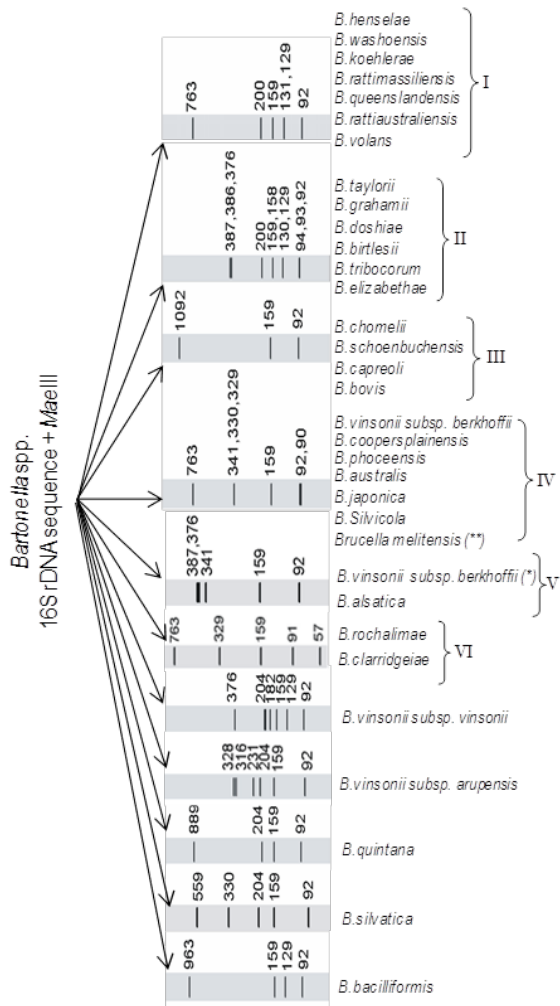 Bartonella spp.
16S rDNA sequence + MaeIII
763
200
159
131,129
92
B.henselae
B.washoensis
B.koehlerae
B.rattimassiliensis
B.queenslandensis
B.rattiaustraliensis
B.volans
I
387,386,376
200
159,158
130,129
94,93,92
B.taylorii
B.grahamii
B.doshiae
B.birtlesii
B.tribocorum
B.elizabethae
II
1092
159
92
B.chomelii
B.schoenbuchensis
B.capreoli
B.bovis
III
763
341,330,329
159
92,90
B.vinsonii subsp. berkhoffii
B.coopersplainensis
B.phoceensis
B.australis
B.japonica
B.Silvicola
Brucella melitensis (**)
IV
387,376
341
159
92
B.vinsonii subsp. berkhoffii (*)
B.alsatica
V
763
329
159
91
57
B.rochalimae
B.clarridgeiae
VI
376
204
182
159
129
92
B.vinsonii subsp. vinsonii
328
316
231
204
159
92
B.vinsonii subsp. arupensis
889
204
159
92
B.quintana
559
330
204
159
92
B.silvatica
963
159
129
92
B.bacilliformis